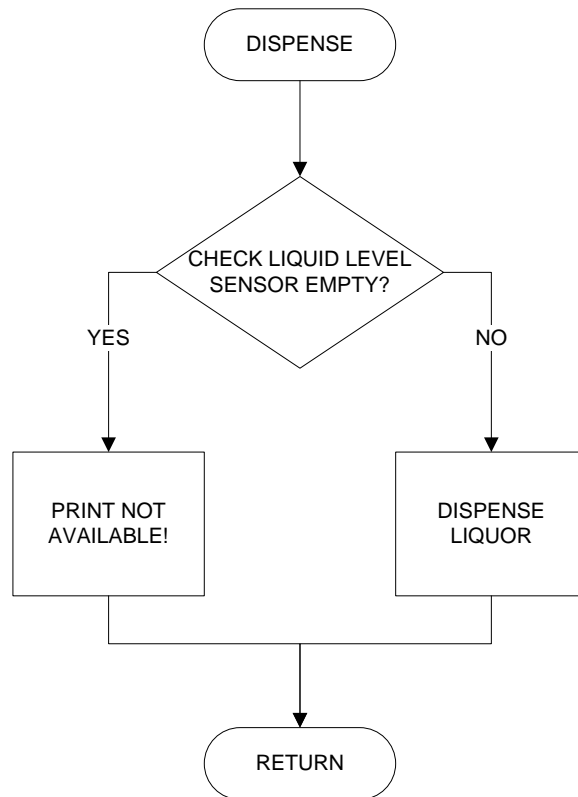 DISPENSE
CHECK LIQUID LEVEL
SENSOR EMPTY?
YES
NO
PRINT NOT
AVAILABLE!
DISPENSE
LIQUOR
RETURN